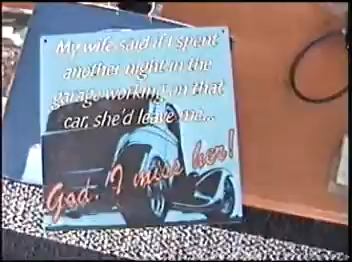 My wife said if I spent
another night in the
garage working on that
car, she'd leave me...
God, I miss her!